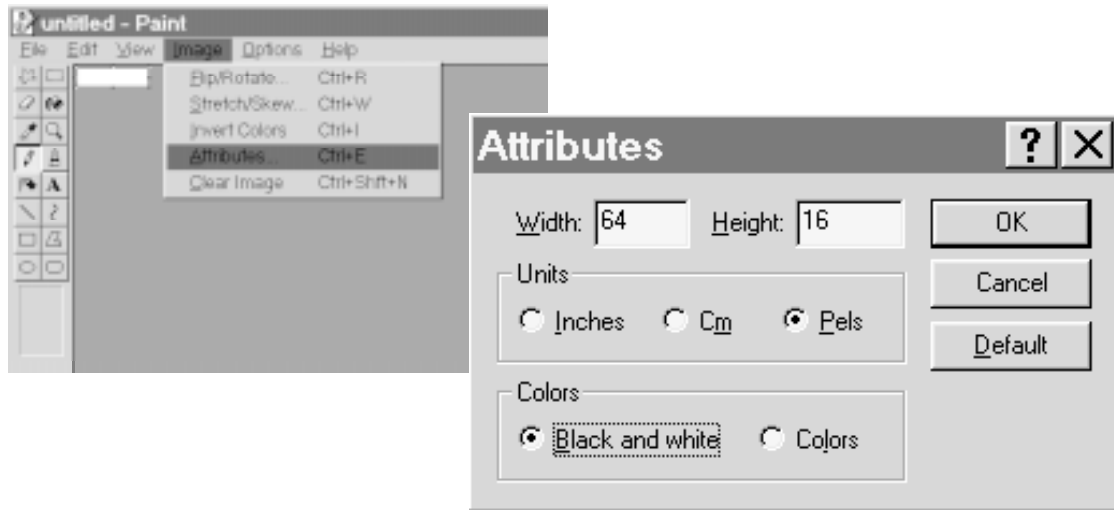 untitled - Paint
File Edit View Image Options Help
Flip/Rotate... Ctrl+R
Stretch/Skew... Ctrl+W
Invert Colors Ctrl+I
Attributes... Ctrl+E
Clear Image Ctrl+Shft+N
A
Attributes
Width: 64 Height: 16 OK
Units Cancel
Inches Cm Pels Default
Colors
Black and white Colors